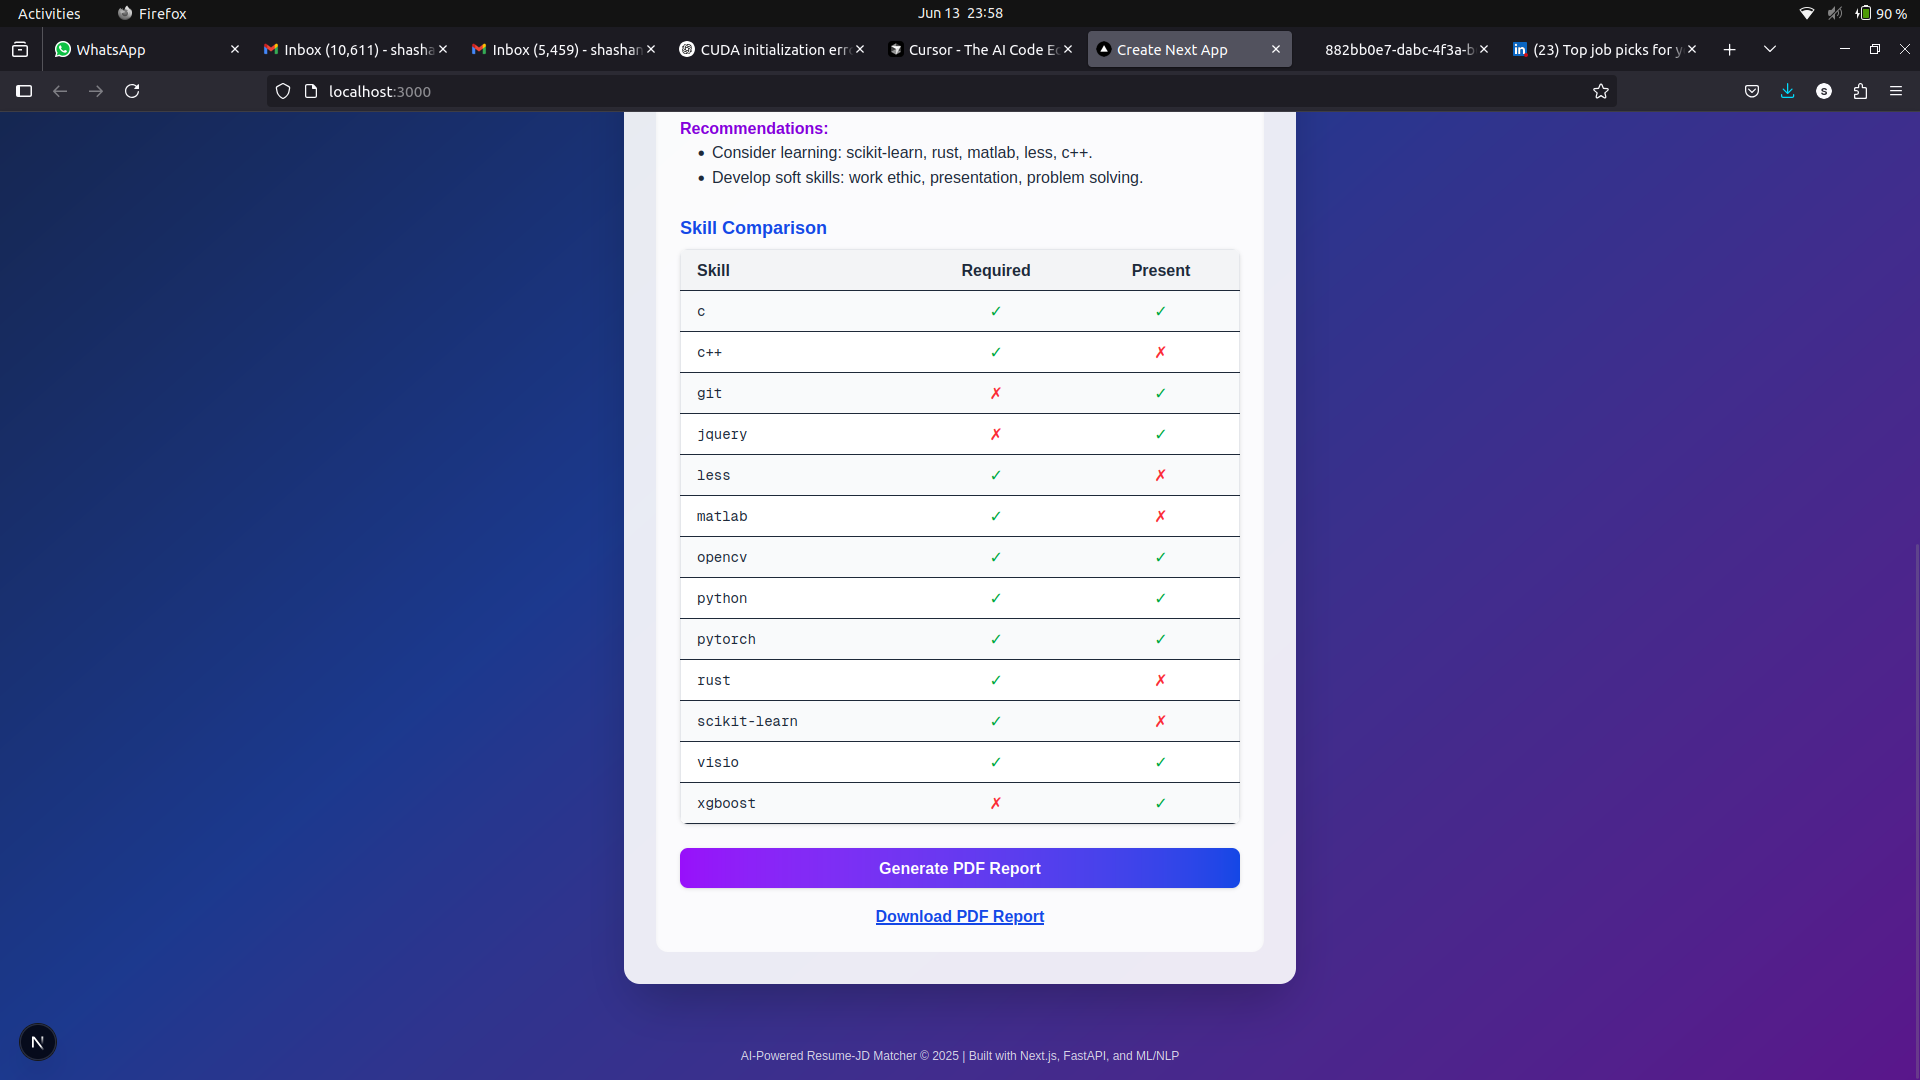 Activities Firefox Jun 13 23:58 90 %
WhatsApp Inbox (10,611) - shasha Inbox (5,459) - shashan CUDA initialization erro Cursor - The AI Code Ed Create Next App 882bb0e7-dabc-4f3a-b (23) Top job picks for y
localhost:3000 S
Recommendations:
• Consider learning: scikit-learn, rust, matlab, less, c++.
• Develop soft skills: work ethic, presentation, problem solving.
Skill Comparison
Skill Required Present
c ✓ ✓
c++ ✓ ✗
git ✗ ✓
jquery ✗ ✓
less ✓ ✗
matlab ✓ ✗
opencv ✓ ✓
python ✓ ✓
pytorch ✓ ✓
rust ✓ ✗
scikit-learn ✓ ✗
visio ✓ ✓
xgboost ✗ ✓
Generate PDF Report
Download PDF Report
N
AI-Powered Resume-JD Matcher © 2025 | Built with Next.js, FastAPI, and ML/NLP